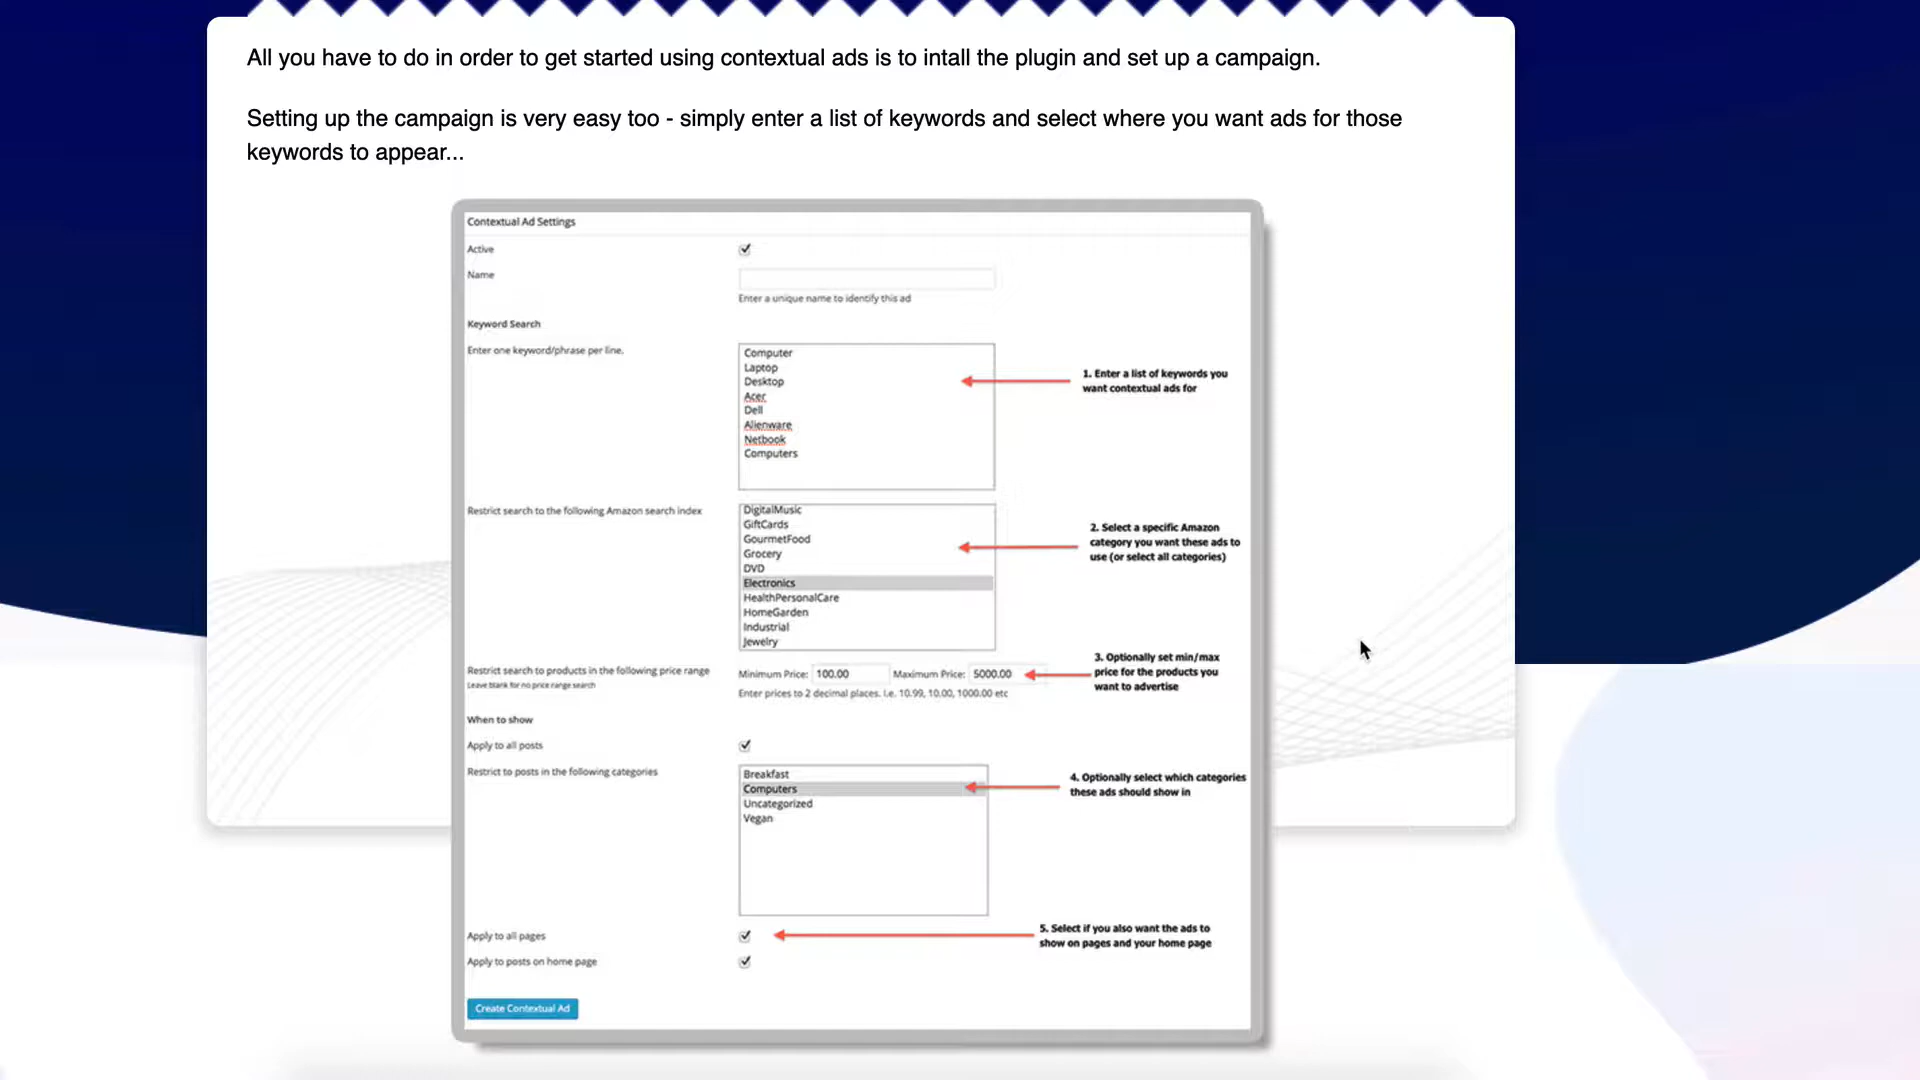 All you have to do in order to get started using contextual ads is to intall the plugin and set up a campaign.
Setting up the campaign is very easy too - simply enter a list of keywords and select where you want ads for those
keywords to appear...
Contextual Ad Settings
Active
Name
Enter a unique name to identify this ad
Keyword Search
Enter one keyword/phrase per line.
Computer
Laptop
Desktop
Acer
Dell
Alienware
Netbook
Computers
1. Enter a list of keywords you
want contextual ads for
Restrict search to the following Amazon search index
DigitalMusic
GiftCards
GourmetFood
Grocery
DVD
Electronics
HealthPersonalCare
HomeGarden
Industrial
Jewelry
2. Select a specific Amazon
category you want these ads to
use (or select all categories)
Restrict search to products in the following price range
Leave blank for no price range search
Minimum Price: 100.00 Maximum Price: 5000.00
Enter prices to 2 decimal places. i.e. 10.99, 10.00, 1000.00 etc
3. Optionally set min/max
price for the products you
want to advertise
When to show
Apply to all posts
Restrict to posts in the following categories
Breakfast
Computers
Uncategorized
Vegan
4. Optionally select which categories
these ads should show in
Apply to all pages
5. Select if you also want the ads to
show on pages and your home page
Apply to posts on home page
Create Contextual Ad